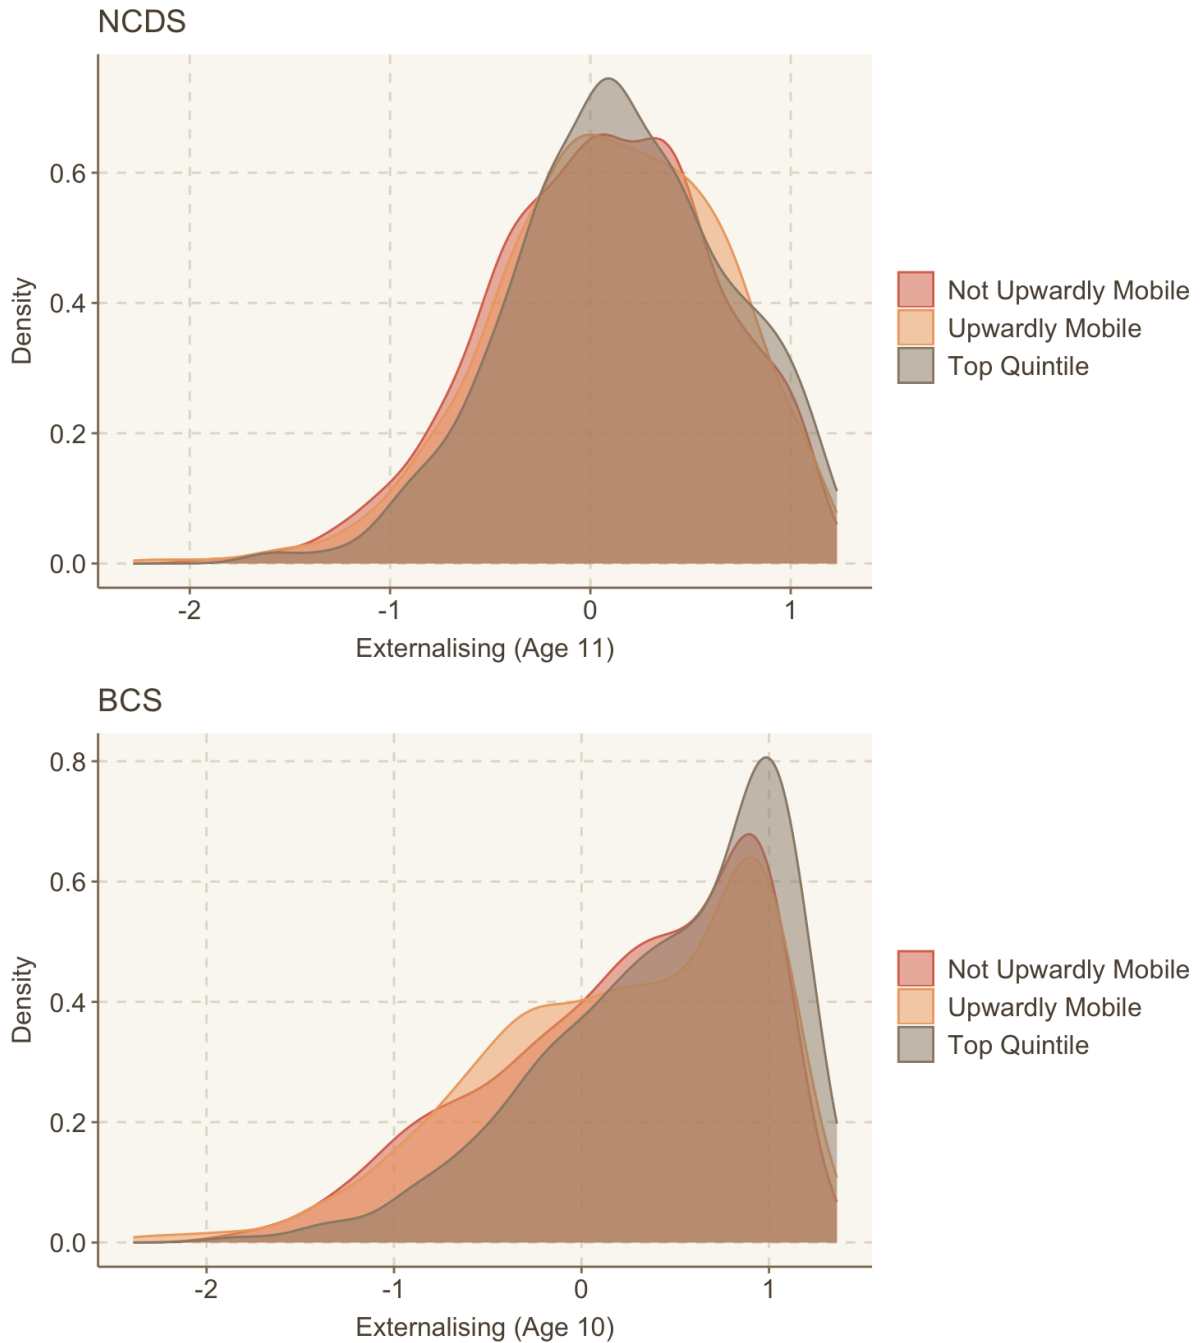 NCDS
Density
0.6
0.4
0.2
0.0
-2 -1 0 1
Externalising (Age 11)
Not Upwardly Mobile
Upwardly Mobile
Top Quintile
BCS
Density
0.8
0.6
0.4
0.2
0.0
-2 -1 0 1
Externalising (Age 10)
Not Upwardly Mobile
Upwardly Mobile
Top Quintile